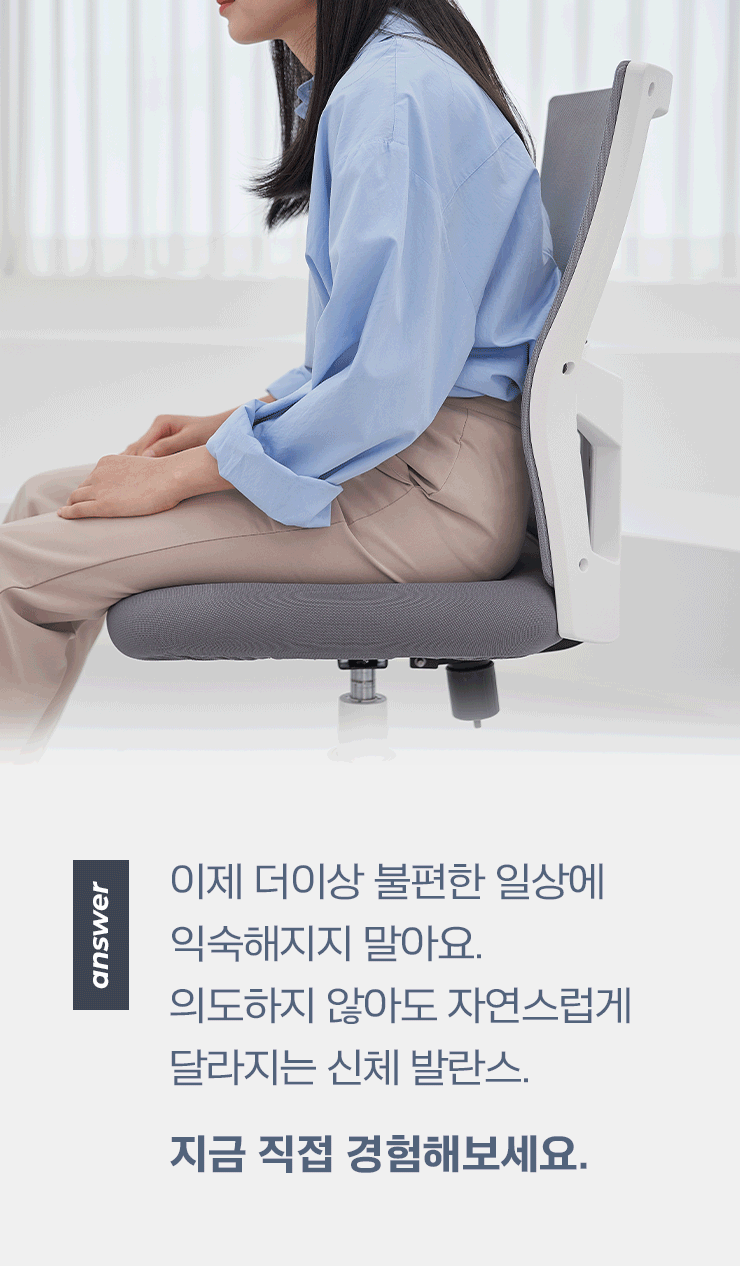 answer
이제 더이상 불편한 일상에
익숙해지지 말아요.
의도하지 않아도 자연스럽게
달라지는 신체 발란스.
지금 직접 경험해보세요.